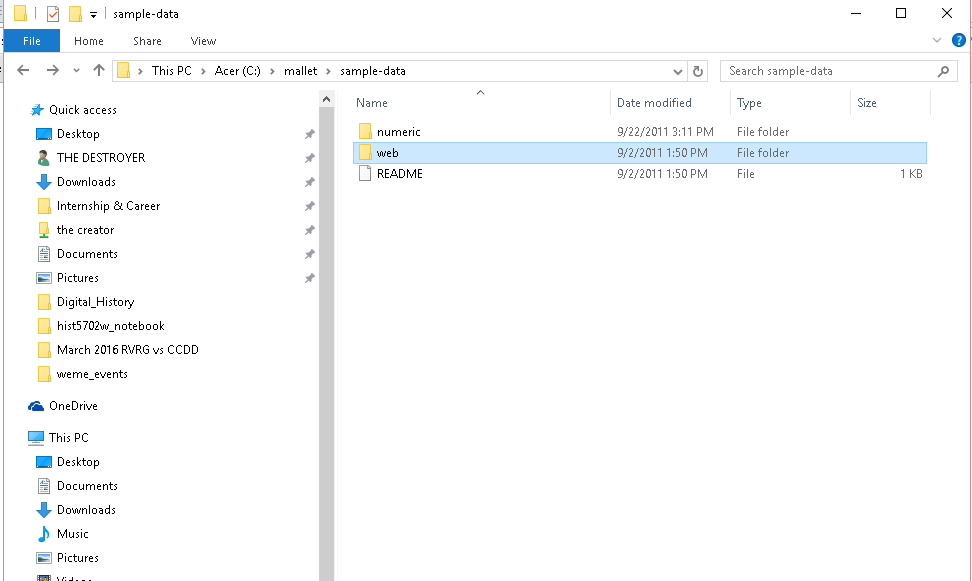 sample-data
File Home Share View
This PC Acer (C:) mallet sample-data
Search sample-data
Name Date modified Type Size
numeric 9/22/2011 3:11 PM File folder
web 9/2/2011 1:50 PM File folder
README 9/2/2011 1:50 PM File 1 KB
Quick access
Desktop
THE DESTROYER
Downloads
Internship & Career
the creator
Documents
Pictures
Digital_History
hist5702w_notebook
March 2016 RVRG vs CCDD
weme_events
OneDrive
This PC
Desktop
Documents
Downloads
Music
Pictures